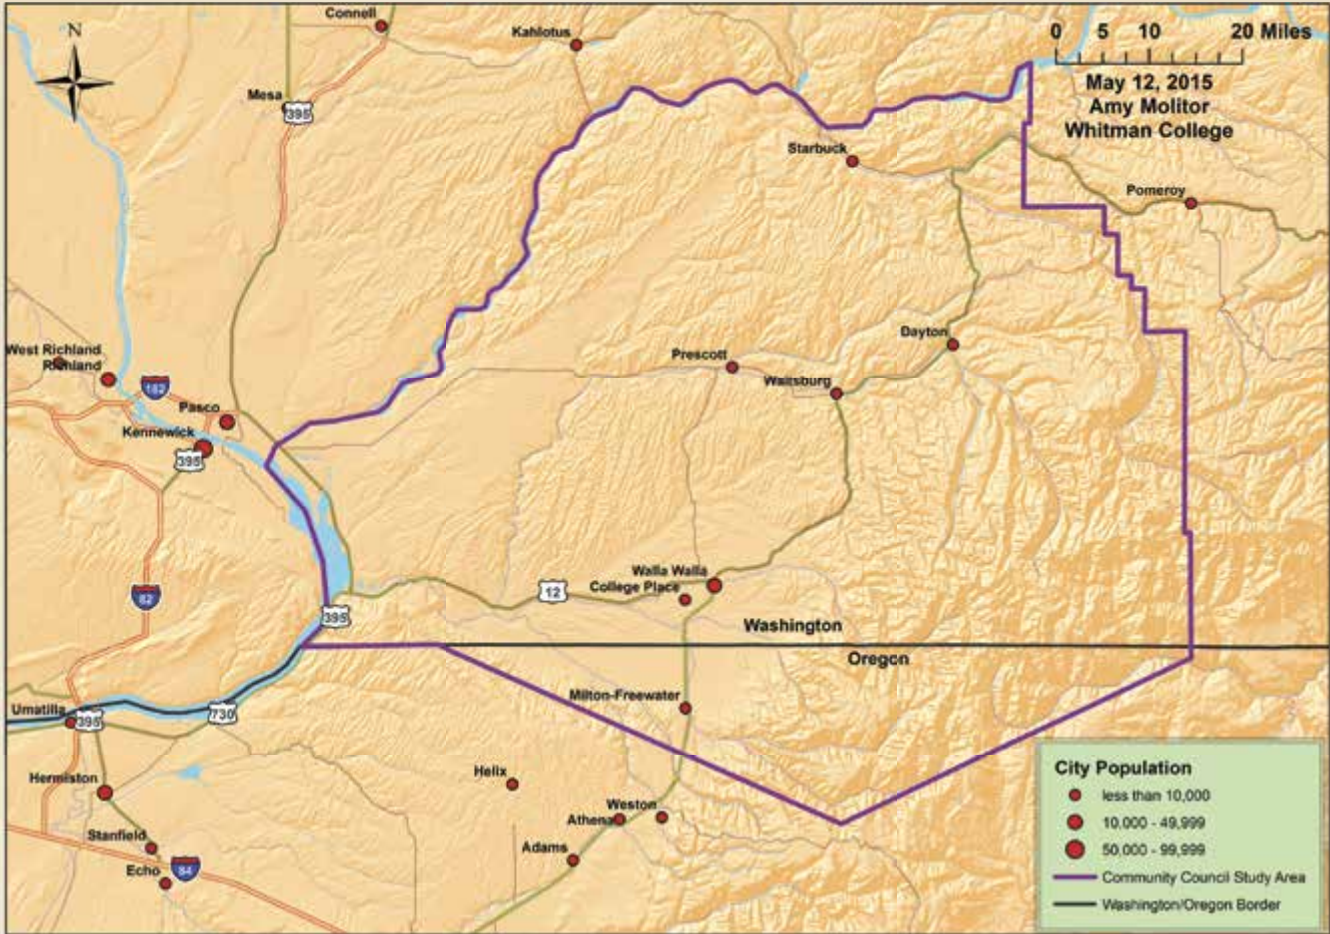 Connell
Kahlotus
N
0 5 10 20 Miles
May 12, 2015
Amy Molitor
Whitman College
Mesa
395
Starbuck
Pomeroy
West Richland
Richland
182
Pasco
Kennewick
395
Dayton
Prescott
Waitsburg
Walla Walla
College Place
12
82
395
Washington
Oregon
Milton-Freewater
Umatilla
395
730
Hermiston
Helix
Weston
Athena
Stanfield
Adams
Echo
84
City Population
less than 10,000
10,000 - 49,999
50,000 - 99,999
Community Council Study Area
Washington/Oregon Border